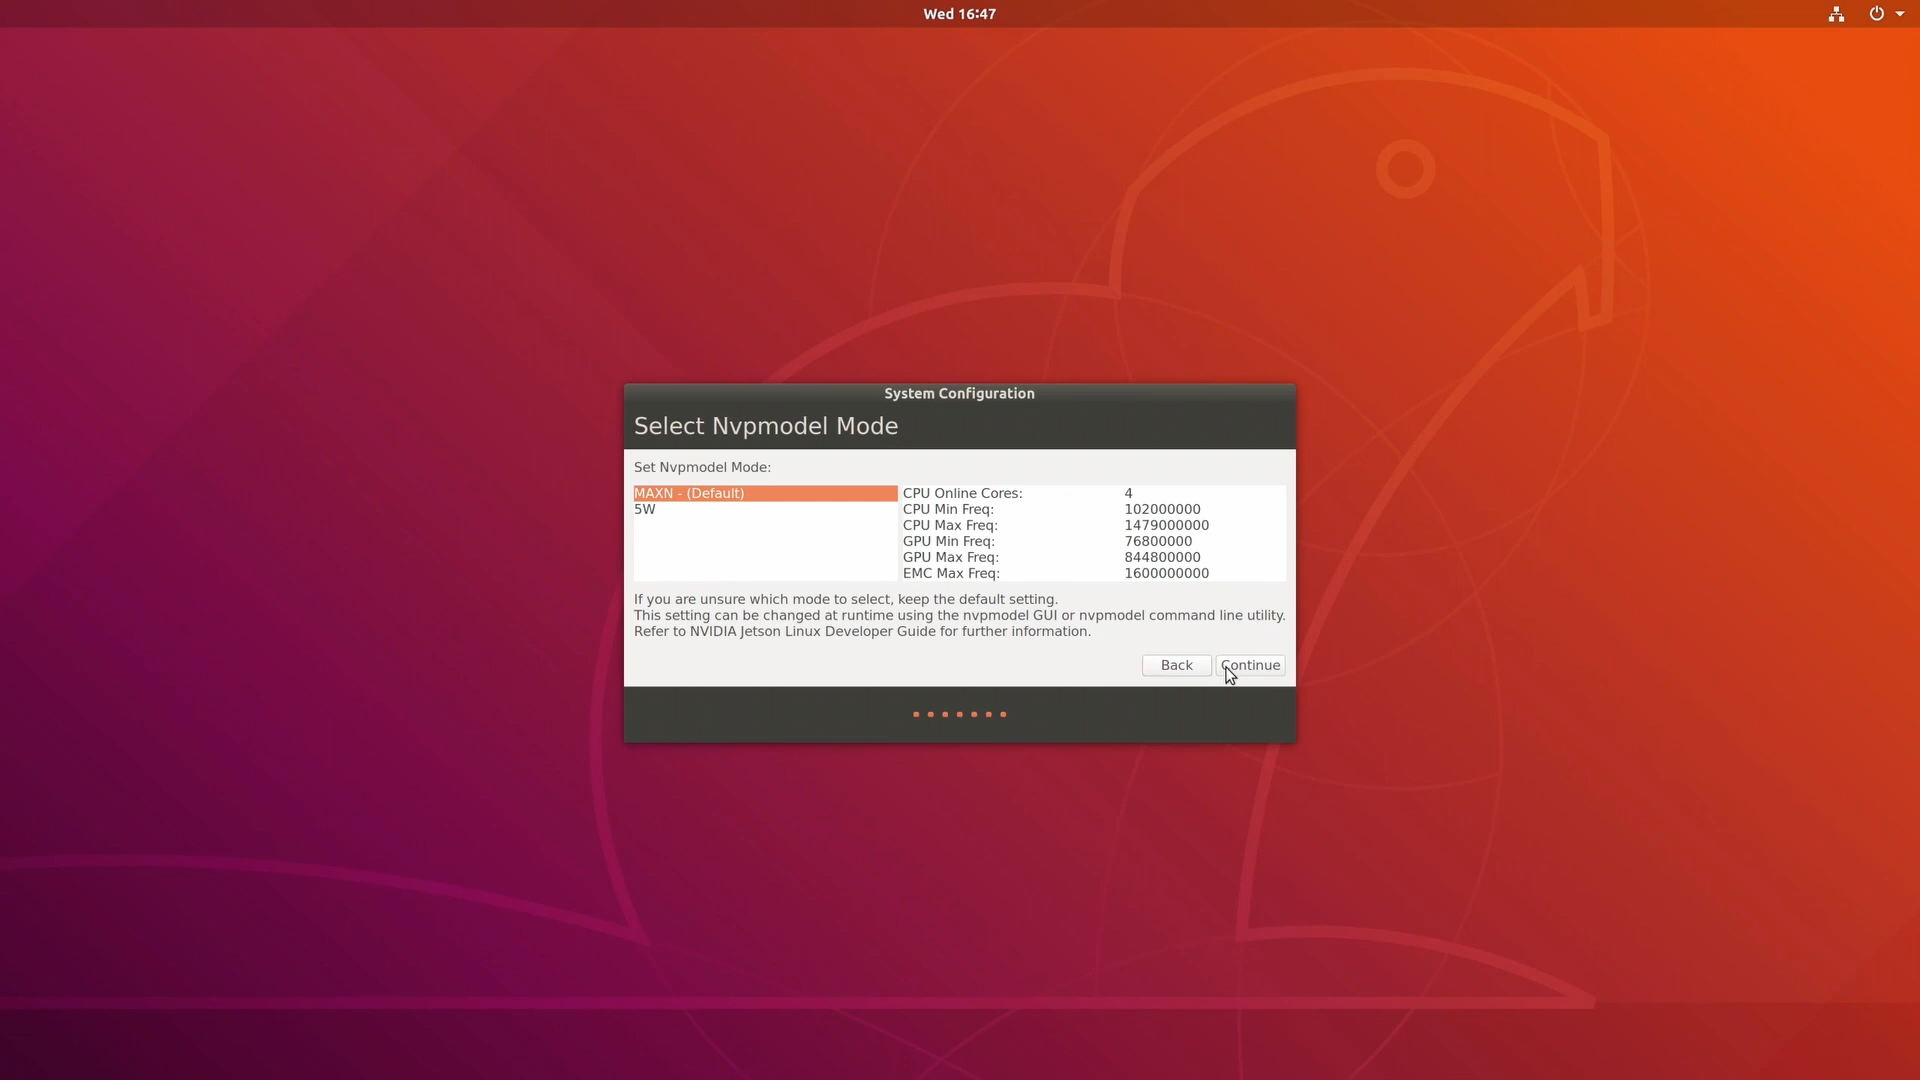 Wed 16:47
System Configuration
Select Nvpmodel Mode
Set Nvpmodel Mode:
MAXN - (Default)
5W
CPU Online Cores: 4
CPU Min Freq: 102000000
CPU Max Freq: 1479000000
GPU Min Freq: 76800000
GPU Max Freq: 844800000
EMC Max Freq: 1600000000
If you are unsure which mode to select, keep the default setting.
This setting can be changed at runtime using the nvpmodel GUI or nvpmodel command line utility.
Refer to NVIDIA Jetson Linux Developer Guide for further information.
Back Continue